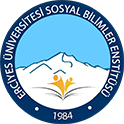 ERCİYES ÜNİVERSİTESİ SOSYAL BİLİMLER ENSTİTÜSÜ
1984